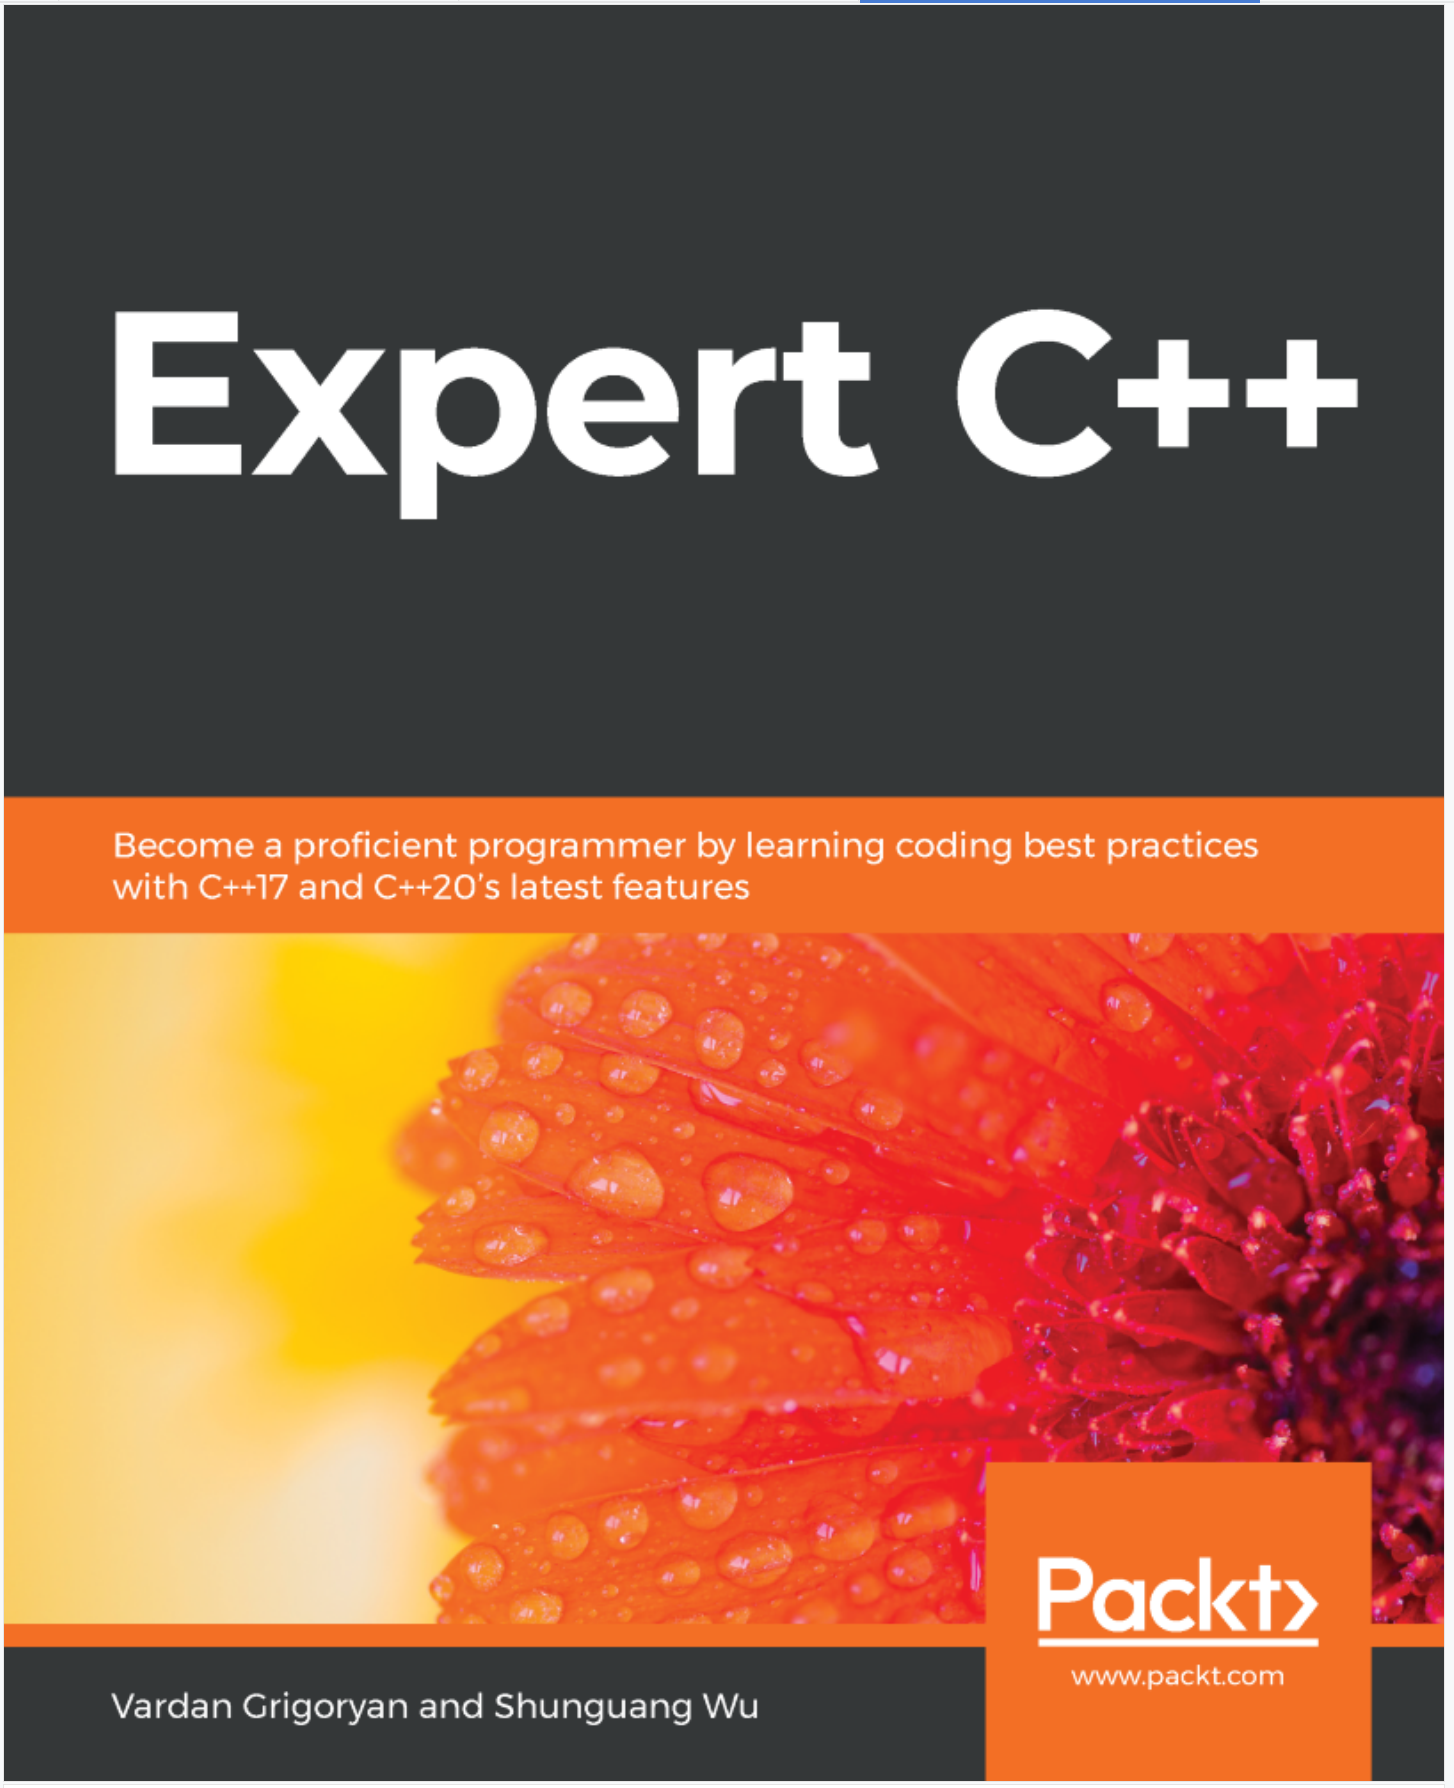 Expert C++
Become a proficient programmer by learning coding best practices
with C++17 and C++20's latest features
Packt>
www.packt.com
Vardan Grigoryan and Shunguang Wu